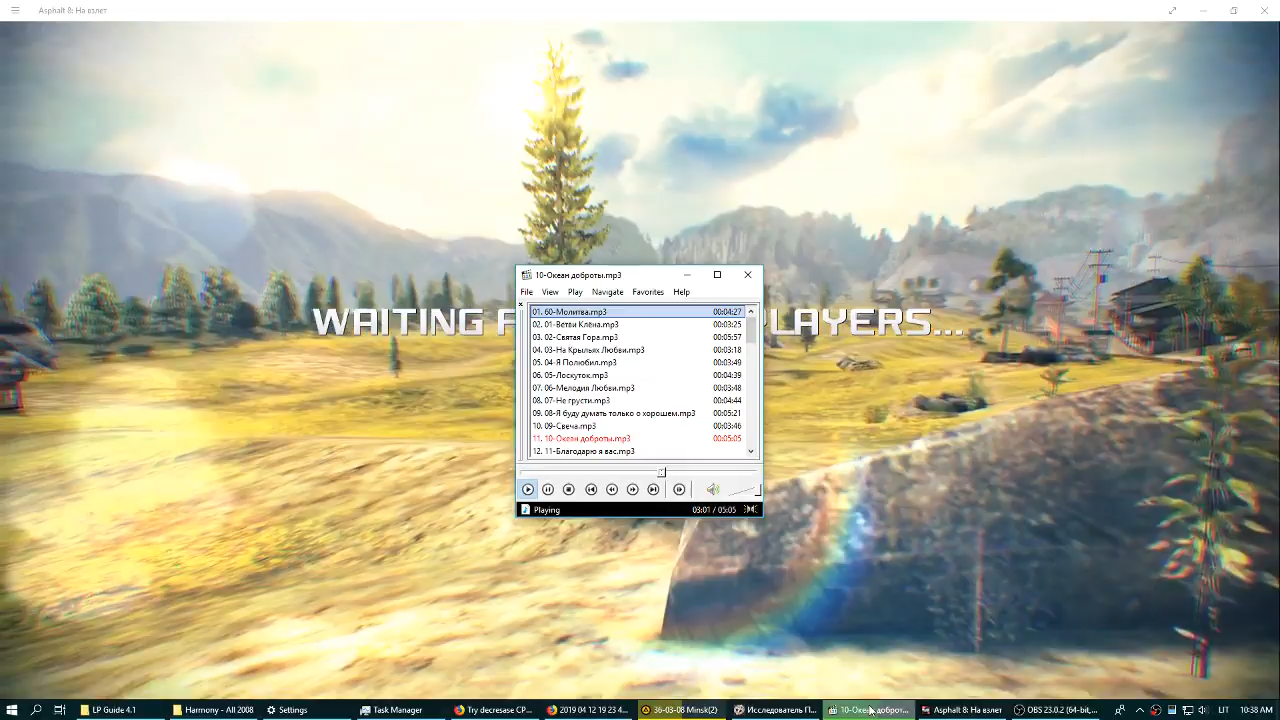 Asphalt 8: На взлет
WAITING F PLAYERS...
10-Океан доброты.mp3
File View Play Navigate Favorites Help
01. 60-Молитва.mp3 00:04:27
02. 01-Ветви Клёна.mp3 00:03:25
03. 02-Святая Гора.mp3 00:05:57
04. 03-На Крыльях Любви.mp3 00:03:18
05. 04-Я Полюбил.mp3 00:03:49
06. 05-Лоскуток.mp3 00:04:39
07. 06-Мелодия Любви.mp3 00:03:48
08. 07-Не грусти.mp3 00:04:44
09. 08-Я буду думать только о хорошем.mp3 00:05:21
10. 09-Свеча.mp3 00:03:46
11. 10-Океан доброты.mp3 00:05:05
12. 11-Благодарю я вас.mp3
Playing 03:01 / 05:05
LP Guide 4.1 Harmony - All 2008 Settings Task Manager Try decresase CP... 2019 04 12 19 23 4... 36-03-08 Minsk(2) Исследователь П... 10-Океан доброт... Asphalt 8: На взлет OBS 23.0.2 (64-bit,... LIT 10:38 AM